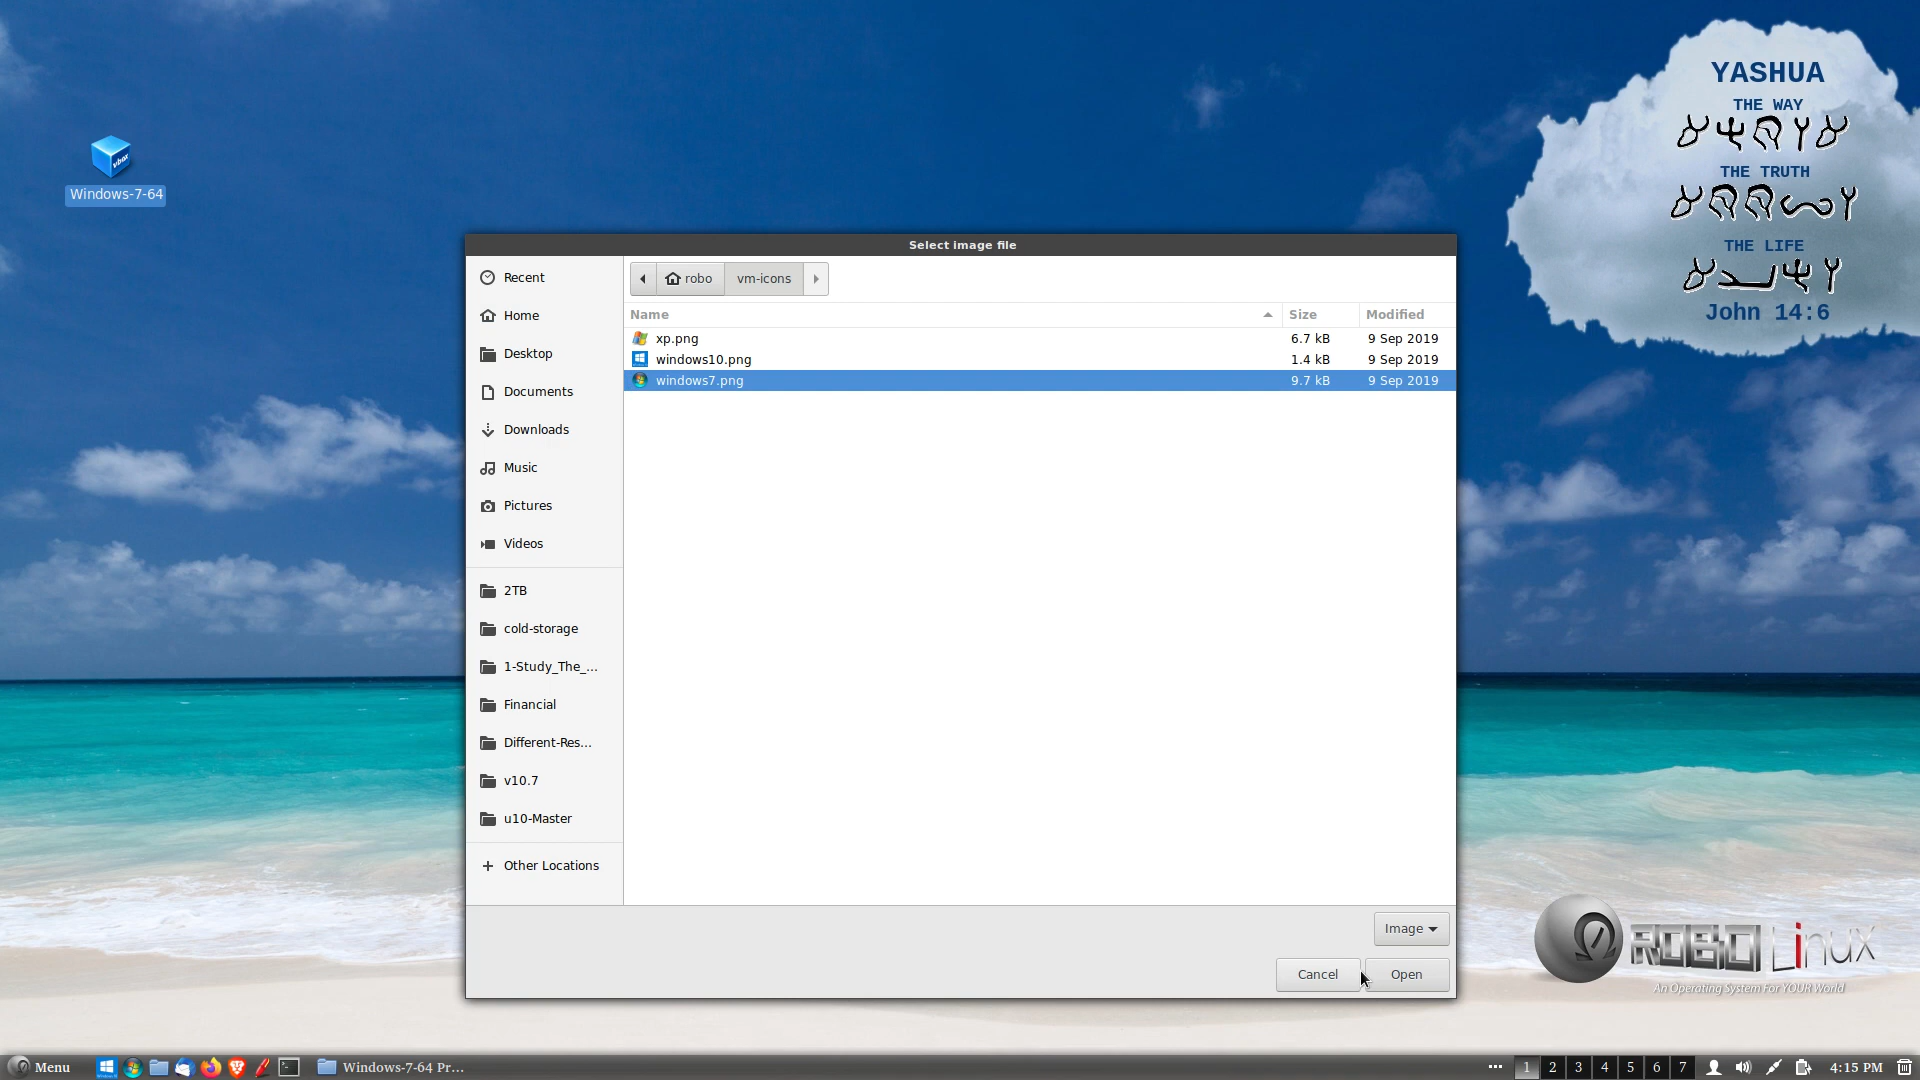 YASHUA
THE WAY
THE TRUTH
THE LIFE
John 14:6
vbox
Windows-7-64
Select image file
Recent
Home
Desktop
Documents
Downloads
Music
Pictures
Videos
2TB
cold-storage
1-Study_The_...
Financial
Different-Res...
v10.7
u10-Master
Other Locations
robo
vm-icons
Name Size Modified
xp.png 6.7 kB 9 Sep 2019
windows10.png 1.4 kB 9 Sep 2019
windows7.png 9.7 kB 9 Sep 2019
Image
Cancel Open
ROBOLinux
An Operating System For YOUR World
Menu
Windows-7-64 Pr...
1 2 3 4 5 6 7
4:15 PM